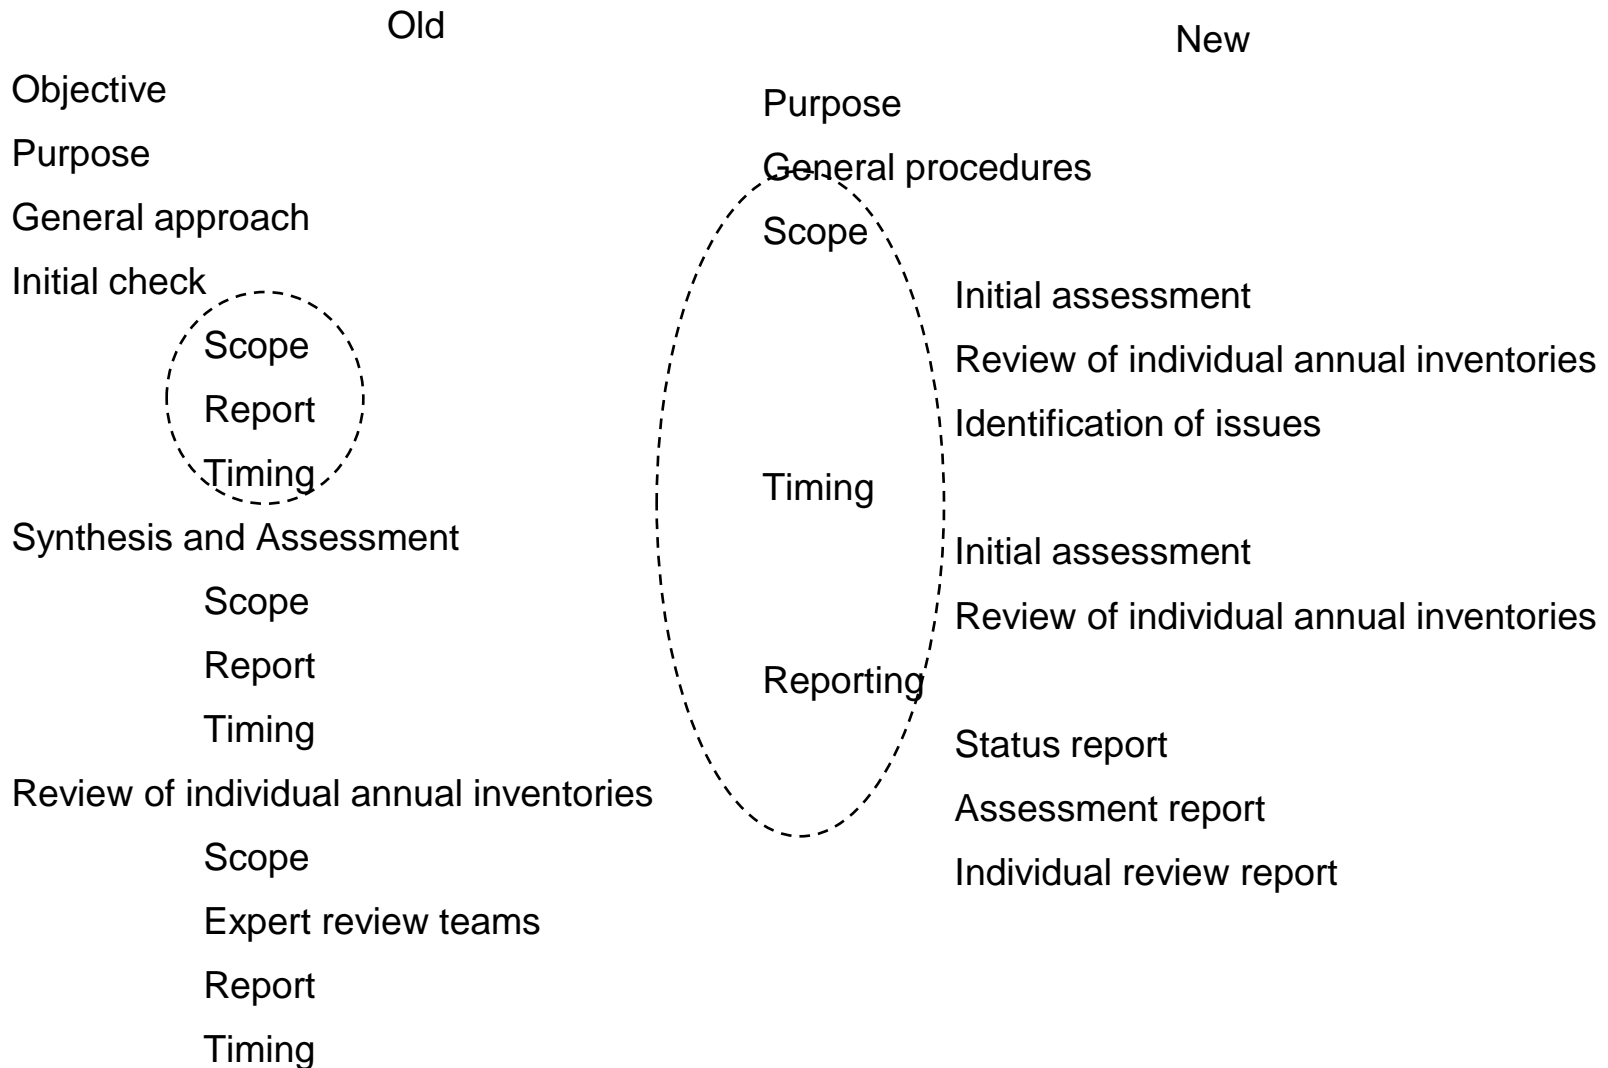 Old
Objective
Purpose
General approach
Initial check
Scope
Report
Timing
Synthesis and Assessment
Scope
Report
Timing
Review of individual annual inventories
Scope
Expert review teams
Report
Timing
New
Purpose
General procedures
Scope
Initial assessment
Review of individual annual inventories
Identification of issues
Timing
Initial assessment
Review of individual annual inventories
Reporting
Status report
Assessment report
Individual review report